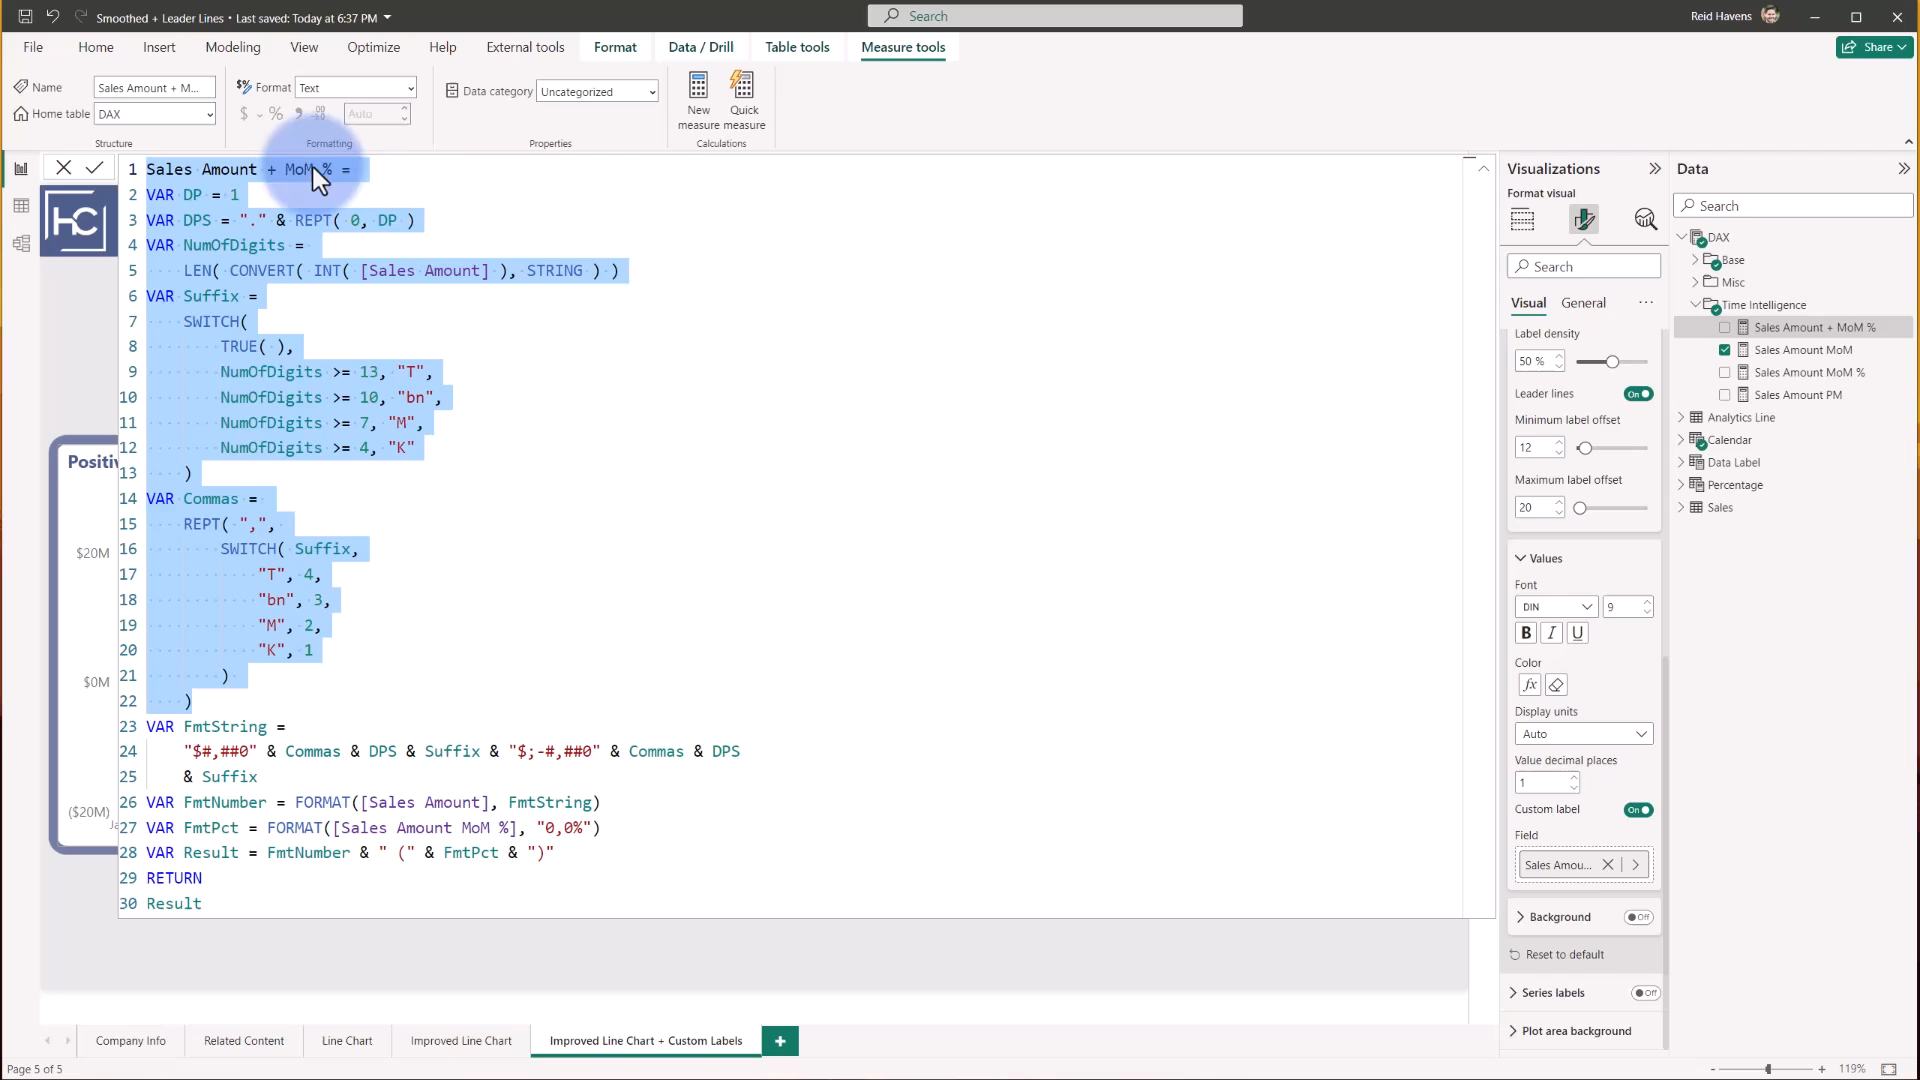 Smoothed + Leader Lines • Last saved: Today at 6:37 PM
Search
Reid Havens
File Home Insert Modeling View Optimize Help External tools Format Data / Drill Table tools Measure tools
Share
Name Sales Amount + M...
Home table DAX
Structure
Format Text
$ % Auto
Formatting
Data category Uncategorized
Properties
New measure
Quick measure
Calculations
HC
Positiv
$20M
$0M
($20M)
Ja
1 Sales Amount + MoM % =
2 VAR DP = 1
3 VAR DPS = "." & REPT( 0, DP )
4 VAR NumOfDigits =
5 LEN( CONVERT( INT( [Sales Amount] ), STRING ) )
6 VAR Suffix =
7 SWITCH(
8 TRUE( ),
9 NumOfDigits >= 13, "T",
10 NumOfDigits >= 10, "bn",
11 NumOfDigits >= 7, "M",
12 NumOfDigits >= 4, "K"
13 )
14 VAR Commas =
15 REPT( ",",
16 SWITCH( Suffix,
17 "T", 4,
18 "bn", 3,
19 "M", 2,
20 "K", 1
21 )
22 )
23 VAR FmtString =
24 "$#,##0" & Commas & DPS & Suffix & "$;-#,##0" & Commas & DPS
25 & Suffix
26 VAR FmtNumber = FORMAT([Sales Amount], FmtString)
27 VAR FmtPct = FORMAT([Sales Amount MoM %], "0,0%")
28 VAR Result = FmtNumber & " (" & FmtPct & ")"
29 RETURN
30 Result
Visualizations
Format visual
Search
Visual General ...
Label density
50 %
Leader lines On
Minimum label offset
12
Maximum label offset
20
Values
Font
DIN 9
B I U
Color
fx
Display units
Auto
Value decimal places
1
Custom label On
Field
Sales Amou...
Background Off
Reset to default
Series labels Off
Plot area background
Data
Search
DAX
Base
Misc
Time Intelligence
Sales Amount + MoM %
Sales Amount MoM
Sales Amount MoM %
Sales Amount PM
Analytics Line
Calendar
Data Label
Percentage
Sales
Company Info Related Content Line Chart Improved Line Chart Improved Line Chart + Custom Labels +
Page 5 of 5
- + 119%